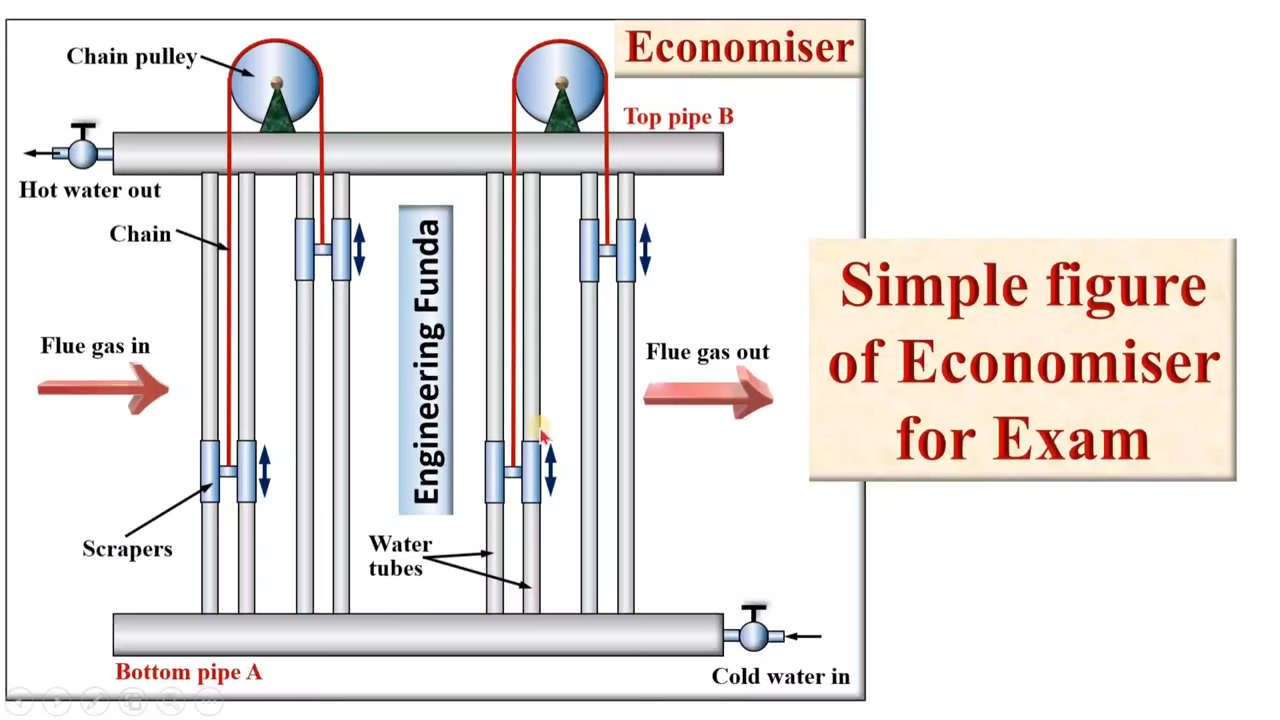 Economiser
Chain pulley
Top pipe B
Hot water out
Chain
Engineering Funda
Flue gas in
Flue gas out
Simple figure
of Economiser
for Exam
Scrapers
Water
tubes
Bottom pipe A
Cold water in